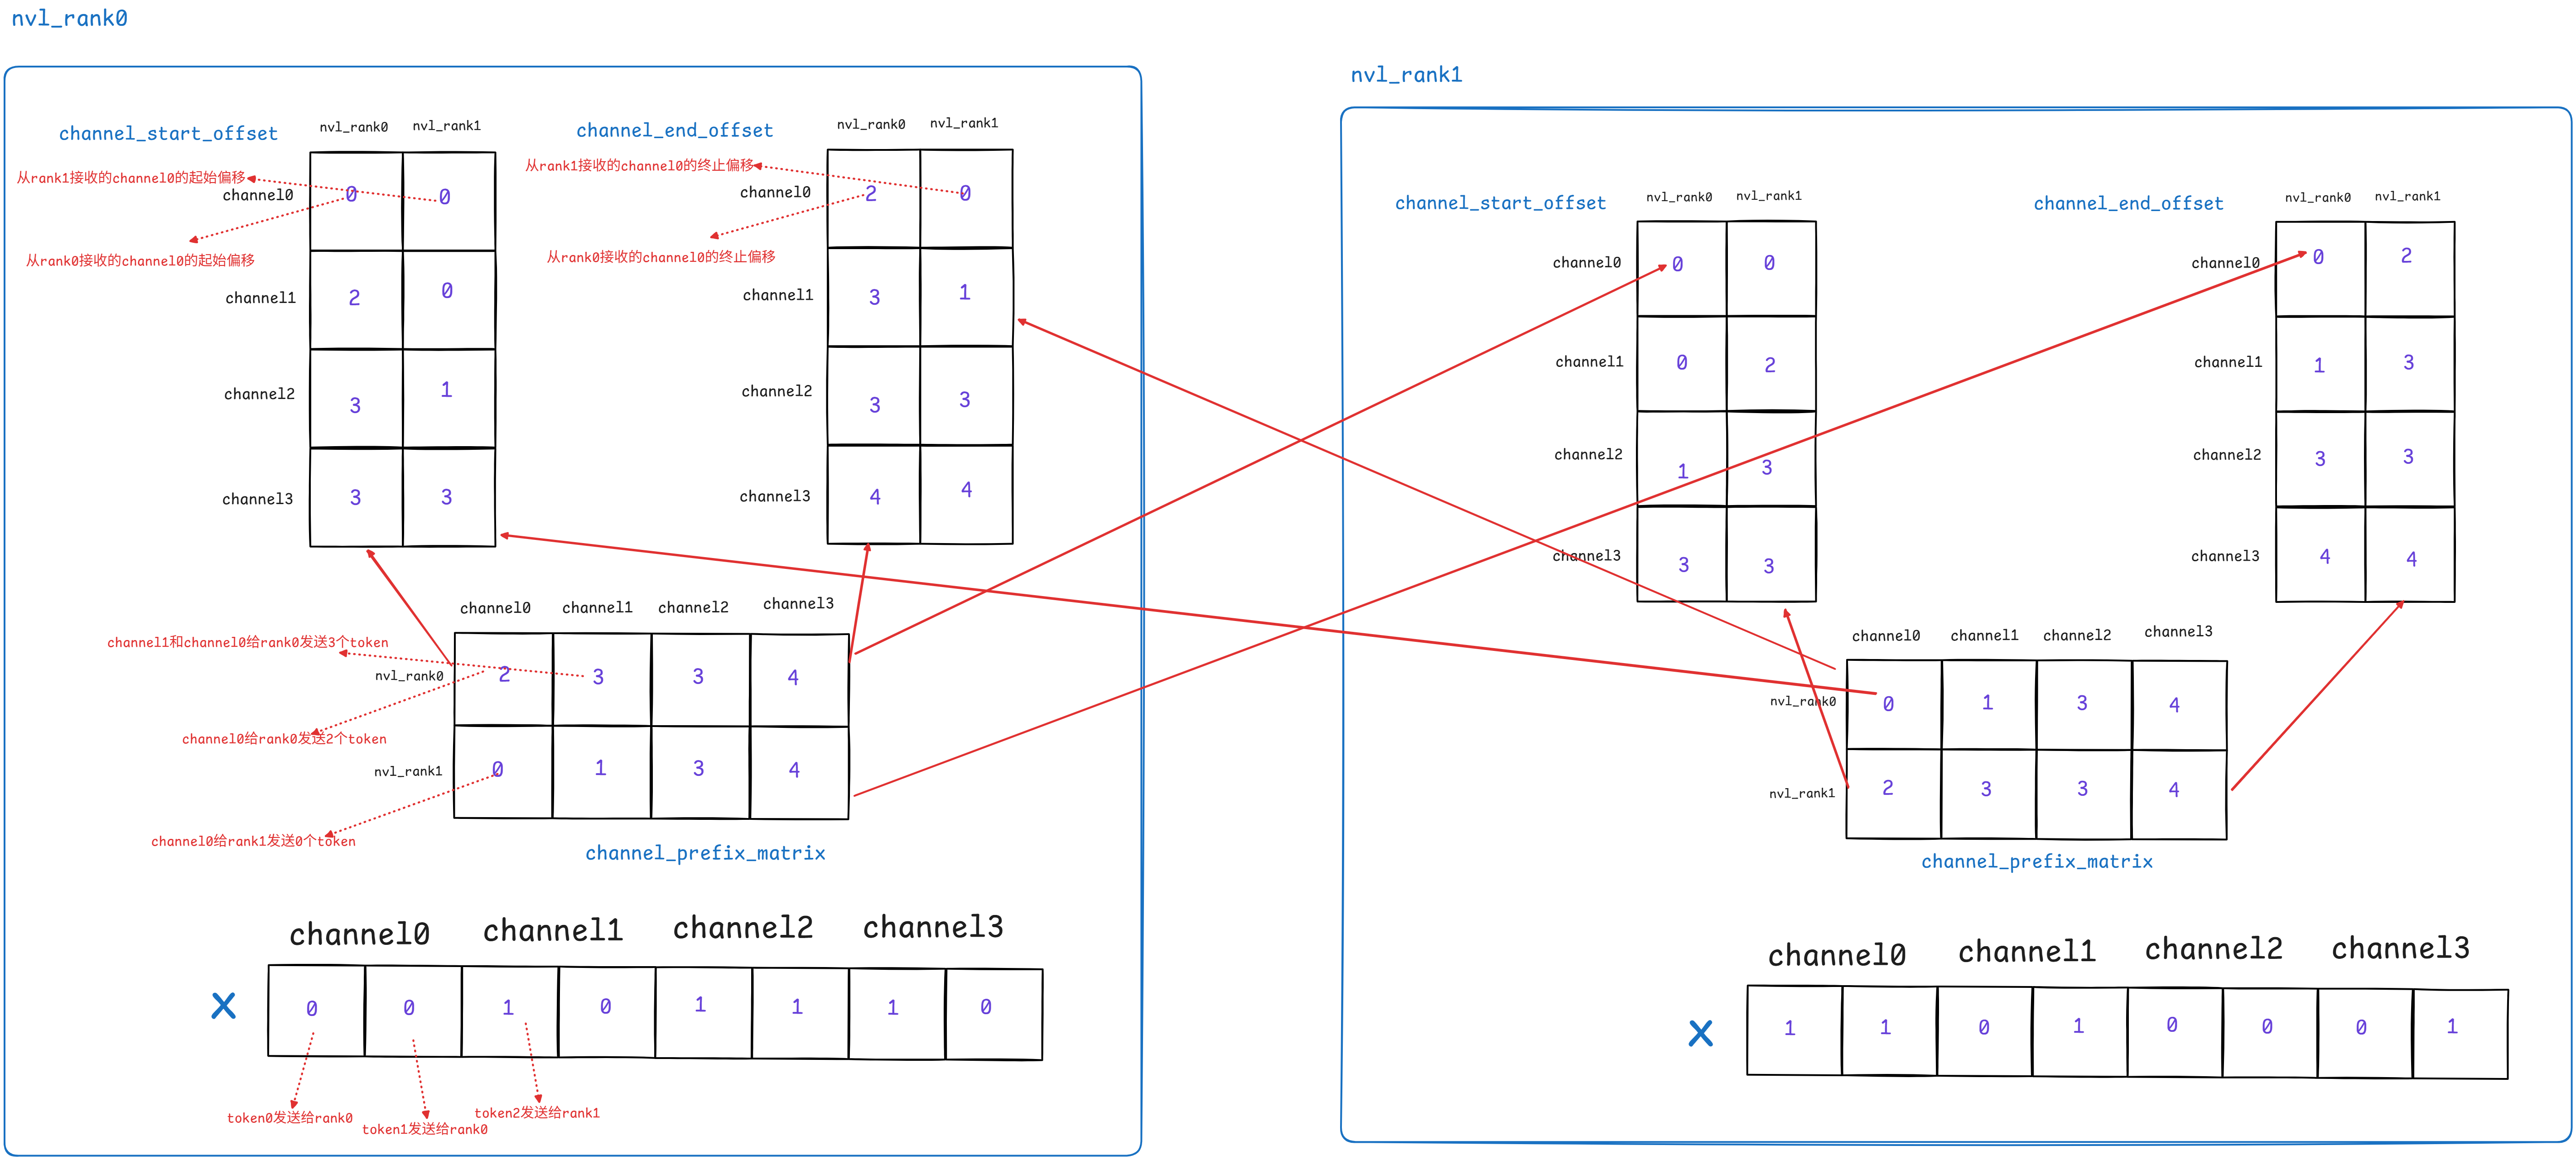 nvl_rank0
channel_start_offset
nvl_rank0 nvl_rank1
从rank1接收的channel0的起始偏移
channel0 0 0
从rank0接收的channel0的起始偏移
channel1 2 0
channel2 3 1
channel3 3 3
channel_end_offset
nvl_rank0 nvl_rank1
从rank1接收的channel0的终止偏移
channel0 2 0
从rank0接收的channel0的终止偏移
channel1 3 1
channel2 3 3
channel3 4 4
channel0 channel1 channel2 channel3
channel1和channel0给rank0发送3个token
nvl_rank0 2 3 3 4
channel0给rank0发送2个token
nvl_rank1 0 1 3 4
channel0给rank1发送0个token
channel_prefix_matrix
channel0 channel1 channel2 channel3
X 0 0 1 0 1 1 1 0
token0发送给rank0
token1发送给rank0
token2发送给rank1
nvl_rank1
channel_start_offset
nvl_rank0 nvl_rank1
channel0 0 0
channel1 0 2
channel2 1 3
channel3 3 3
channel_end_offset
nvl_rank0 nvl_rank1
channel0 0 2
channel1 1 3
channel2 3 3
channel3 4 4
channel0 channel1 channel2 channel3
nvl_rank0 0 1 3 4
nvl_rank1 2 3 3 4
channel_prefix_matrix
channel0 channel1 channel2 channel3
X 1 1 0 1 0 0 0 1